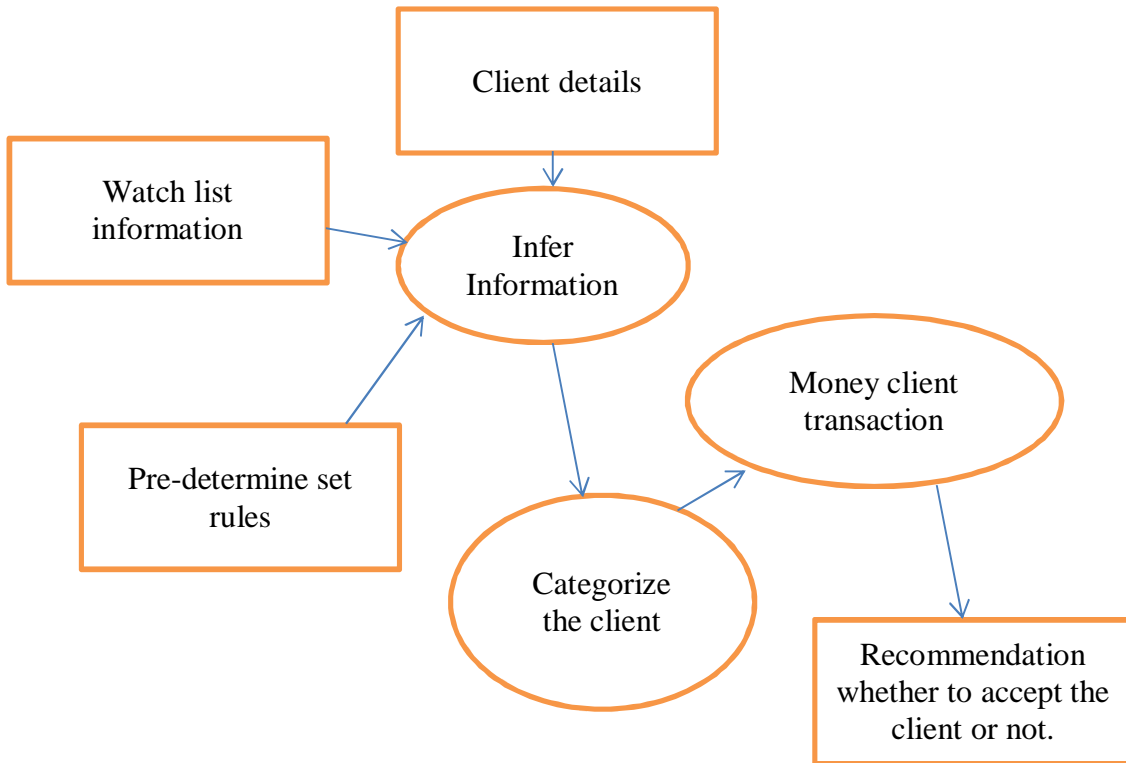 Client details
Watch list
information
Infer
Information
Money client
transaction
Pre-determine set
rules
Categorize
the client
Recommendation
whether to accept the
client or not.